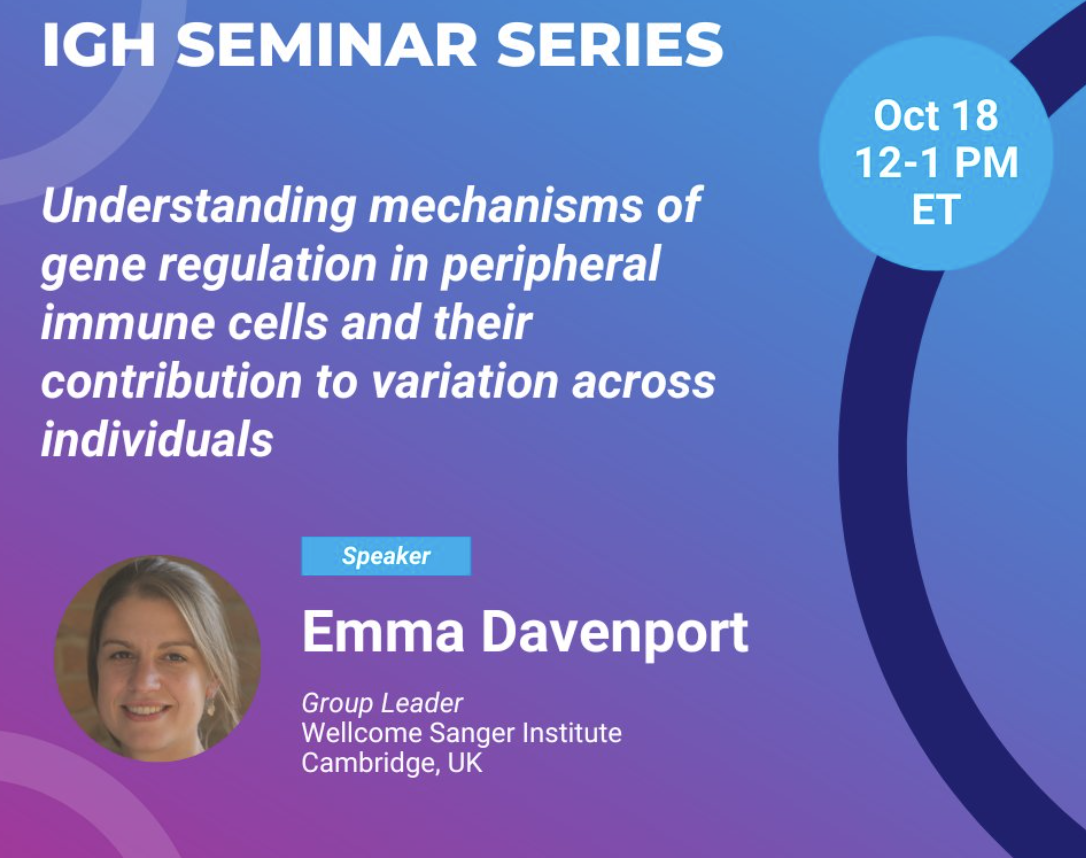 IGH SEMINAR SERIES
Oct 18
12-1 PM
ET
Understanding mechanisms of
gene regulation in peripheral
immune cells and their
contribution to variation across
individuals
Speaker
Emma Davenport
Group Leader
Wellcome Sanger Institute
Cambridge, UK